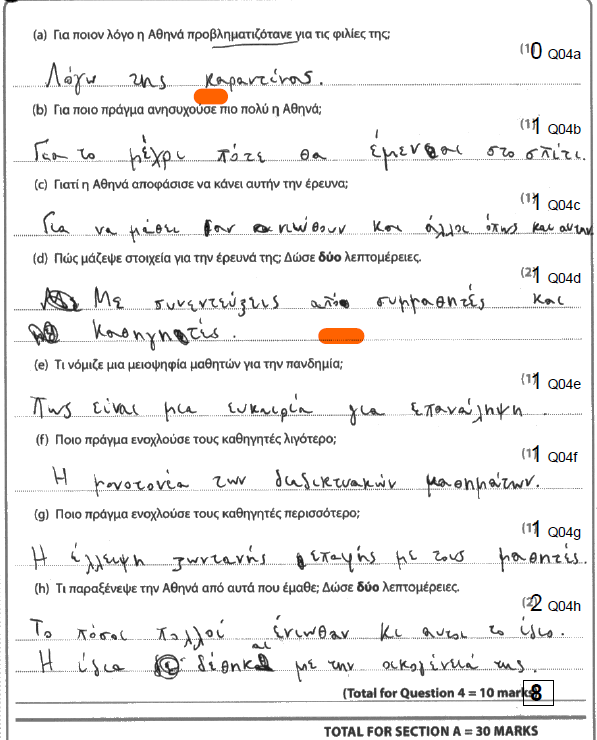 (a) Για ποιον λόγο η Αθηνά προβληματιζότανε για τις φιλίες της;
(1) 0 Q04a
Λόγω της καραντίνας.
(b) Για ποιο πράγμα ανησυχούσε πιο πολύ η Αθηνά;
(1) 1 Q04b
Για το μέχρι πότε θα έμενε στο σπίτι.
(c) Γιατί η Αθηνά αποφάσισε να κάνει αυτήν την έρευνα;
(1) 1 Q04c
Για να μάθει αν νιώθουν και άλλοι όπως και αυτην
(d) Πώς μάζεψε στοιχεία για την έρευνά της; Δώσε δύο λεπτομέρειες.
(2) 1 Q04d
Με συνεντεύξεις από συμμαθητές και
καθηγητές.
(e) Τι νόμιζε μια μειοψηφία μαθητών για την πανδημία;
(1) 1 Q04e
Πως είναι μια ευκαιρία για επανάληψη.
(f) Ποιο πράγμα ενοχλούσε τους καθηγητές λιγότερο;
(1) 1 Q04f
Η μονοτονία των διαδικτυακών μαθημάτων.
(g) Ποιο πράγμα ενοχλούσε τους καθηγητές περισσότερο;
(1) 1 Q04g
Η έλλειψη ζωντανής επαφής με τους μαθητές.
(h) Τι παραξένεψε την Αθηνά από αυτά που έμαθε; Δώσε δύο λεπτομέρειες.
(2) 2 Q04h
Το πόσοι πολλοί ένιωθαν κι αυτοι το ίδιο.
Η ίδια δέθηκε με την οικογένειά της.
(Total for Question 4 = 10 marks 8
TOTAL FOR SECTION A = 30 MARKS